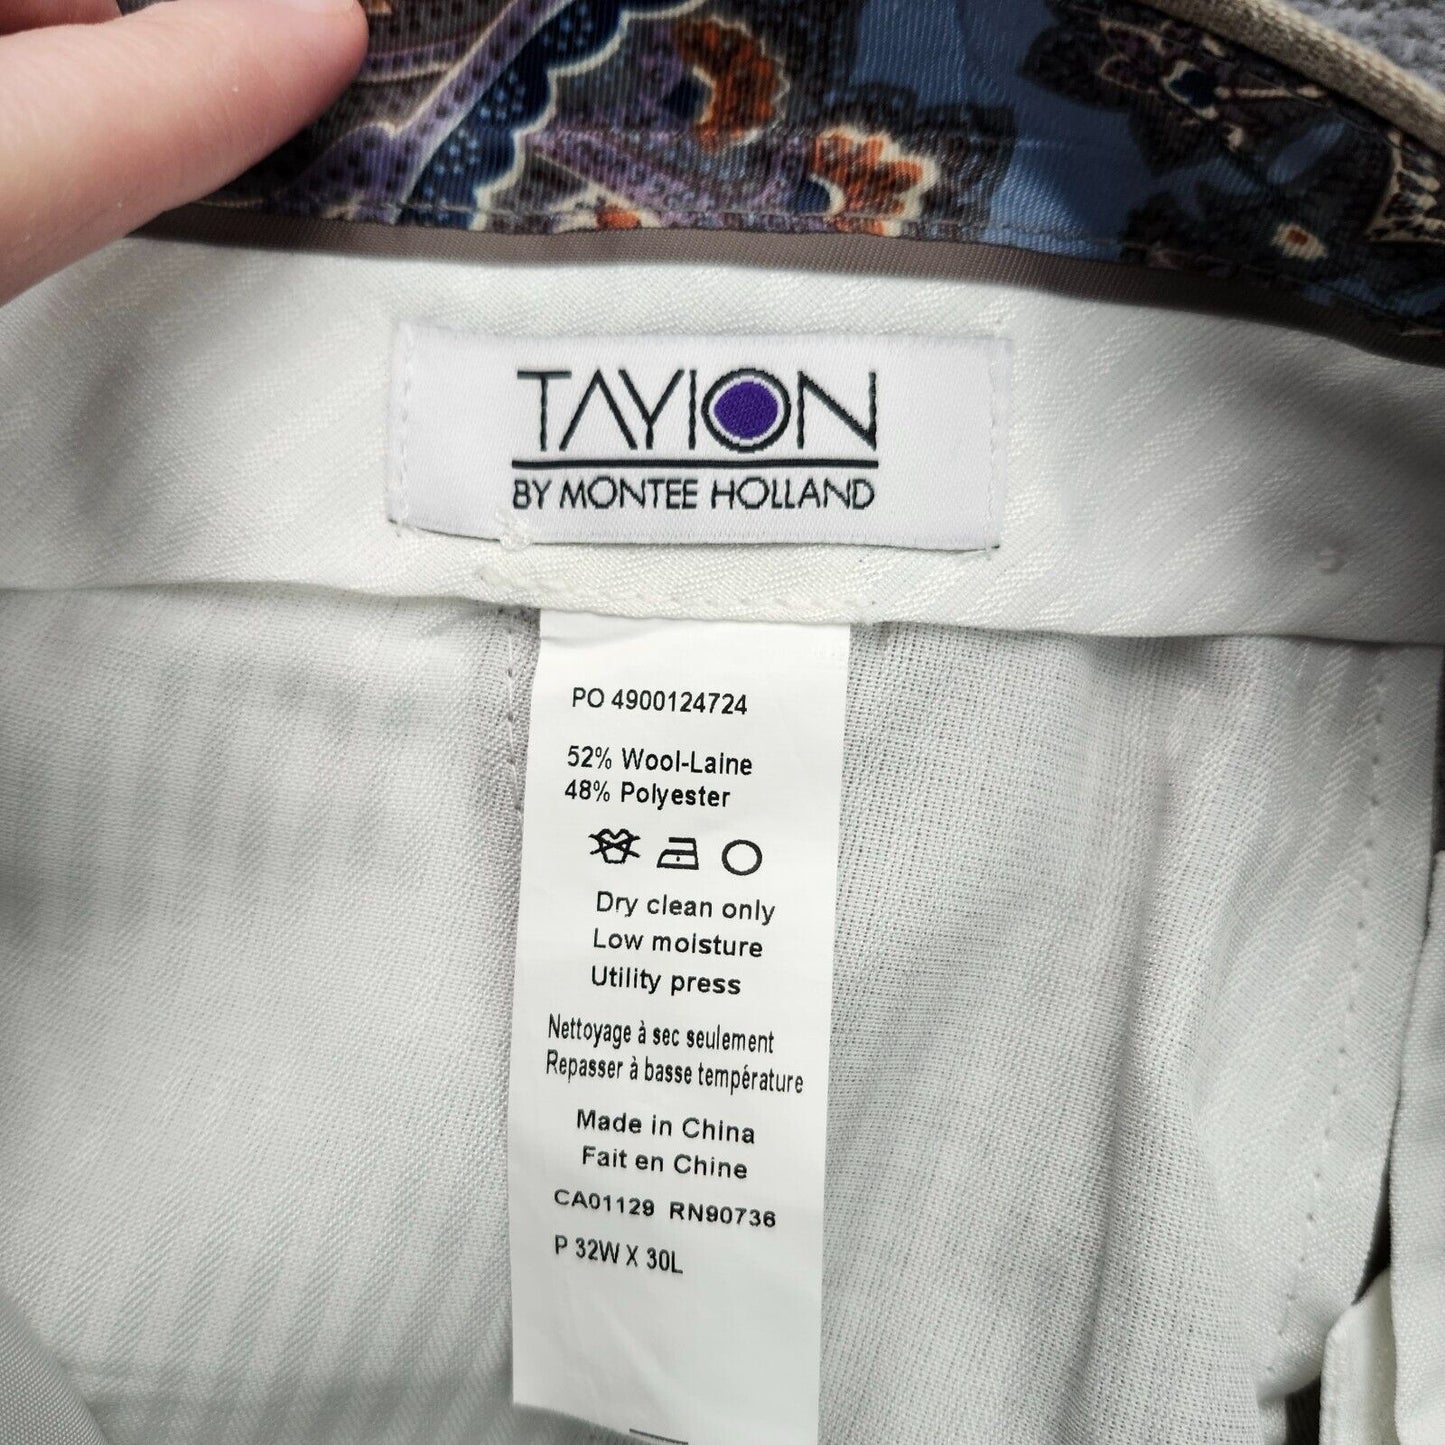 TAYION
BY MONTEE HOLLAND
PO 4900124724
52% Wool-Laine
48% Polyester
Dry clean only
Low moisture
Utility press
Nettoyage à sec seulement
Repasser à basse température
Made in China
Fait en Chine
CA01129 RN90736
P 32W X 30L